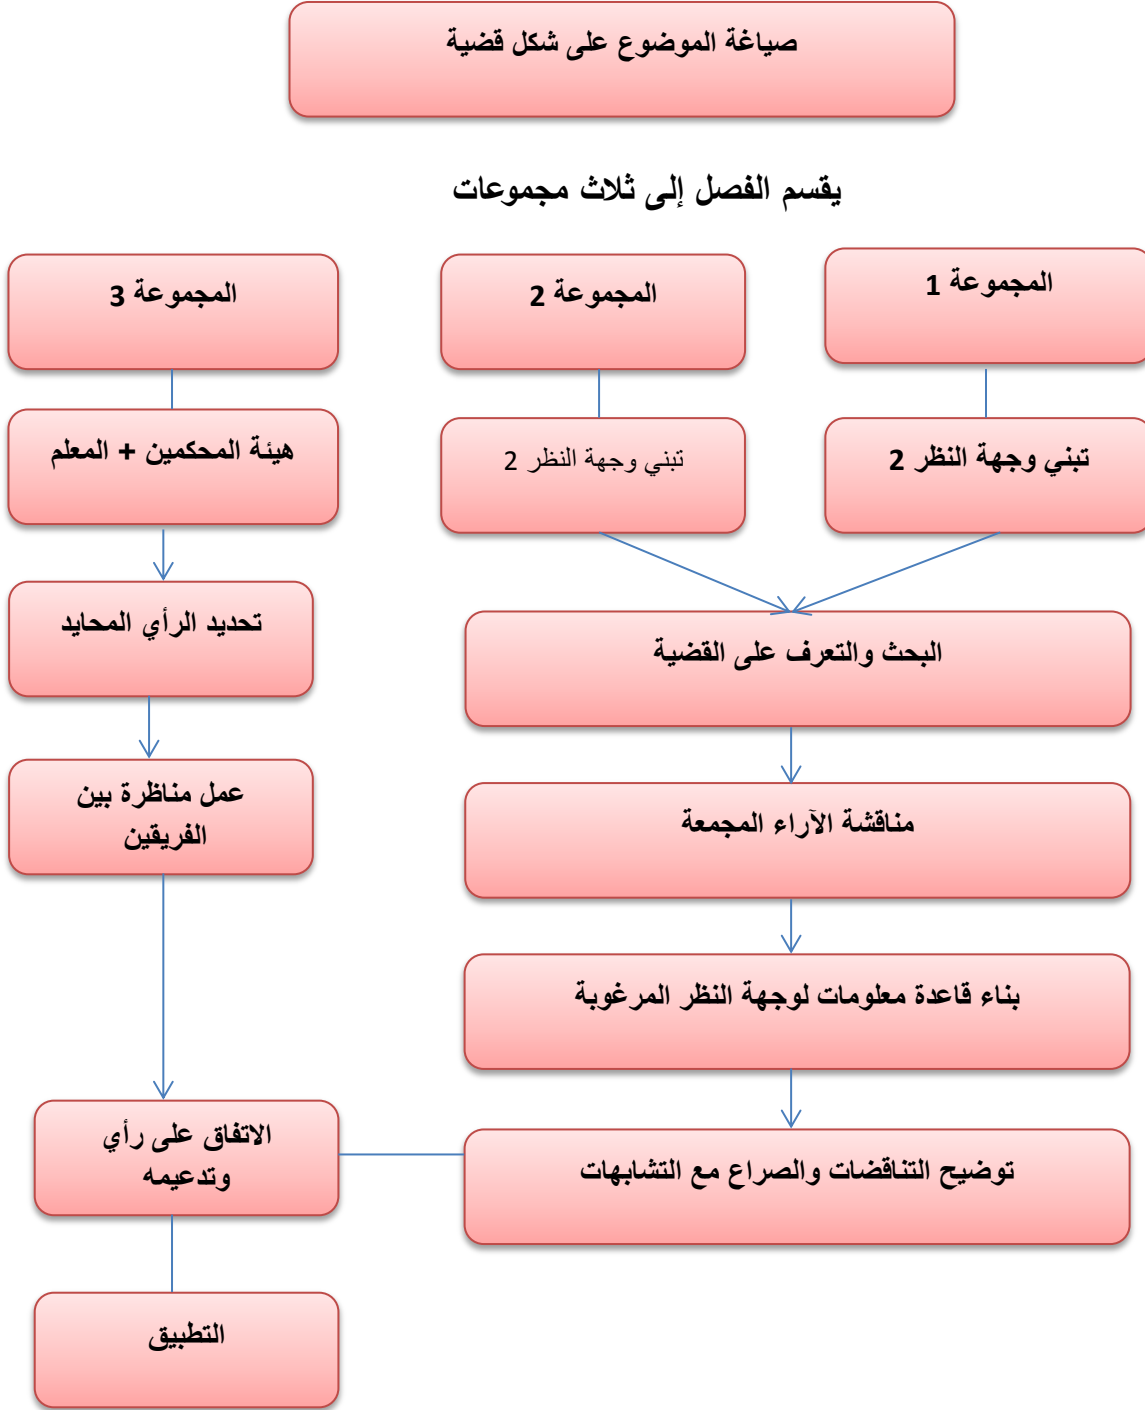 صياغة الموضوع على شكل قضية
يقسم الفصل إلى ثلاث مجموعات
المجموعة 1
المجموعة 2
المجموعة 3
تبني وجهة النظر 2
تبني وجهة النظر 2
هيئة المحكمين + المعلم
تحديد الرأي المحايد
البحث والتعرف على القضية
عمل مناظرة بين
الفريقين
مناقشة الآراء المجمعة
بناء قاعدة معلومات لوجهة النظر المرغوبة
توضيح التناقضات والصراع مع التشابهات
الاتفاق على رأي
وتدعيمه
التطبيق